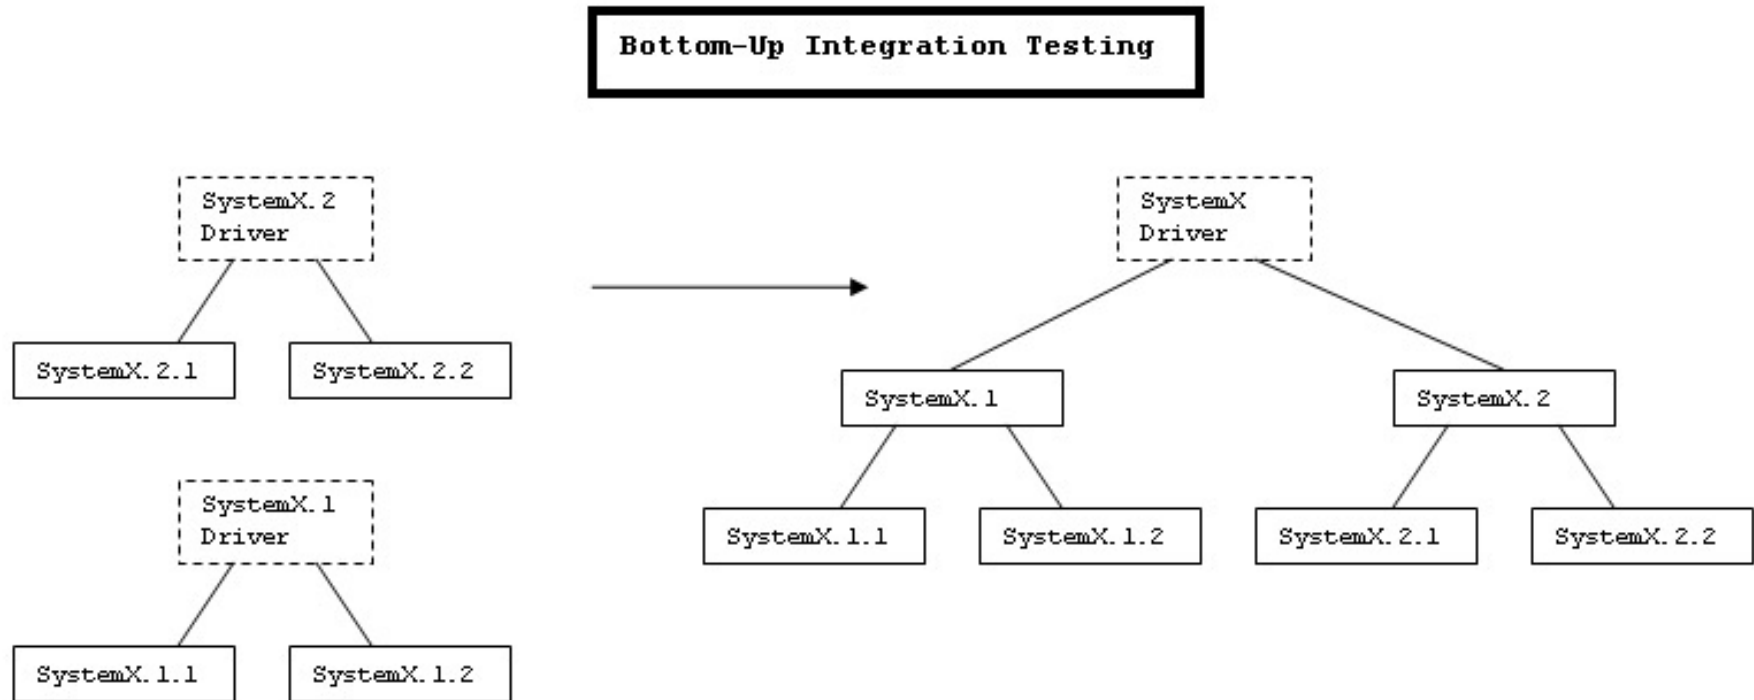 Bottom-Up Integration Testing
SystemX.2
Driver
SystemX.2.1
SystemX.2.2
SystemX.1
Driver
SystemX.1.1
SystemX.1.2
SystemX
Driver
SystemX.1
SystemX.2
SystemX.1.1
SystemX.1.2
SystemX.2.1
SystemX.2.2